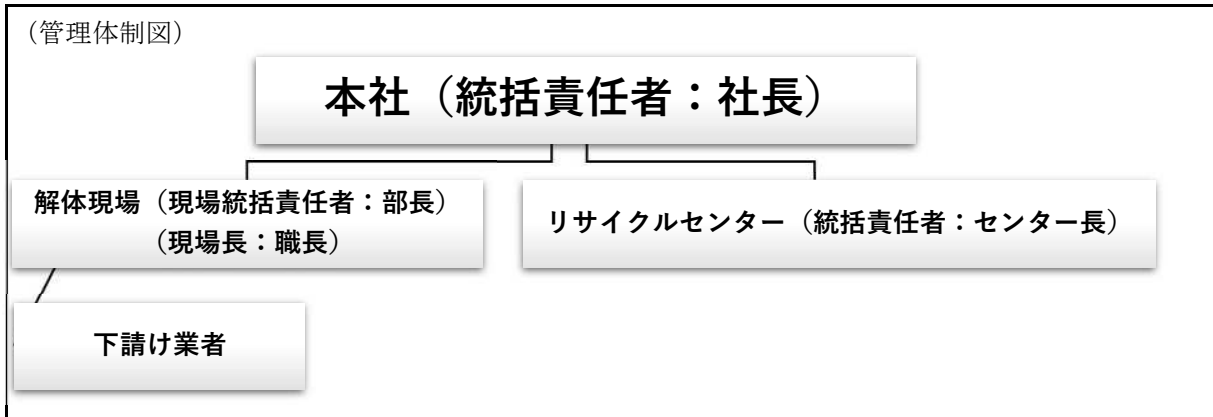 （管理体制図）
本社（統括責任者：社長）
解体現場（現場統括責任者：部長）
（現場長：職長）
リサイクルセンター（統括責任者：センター長）
下請け業者